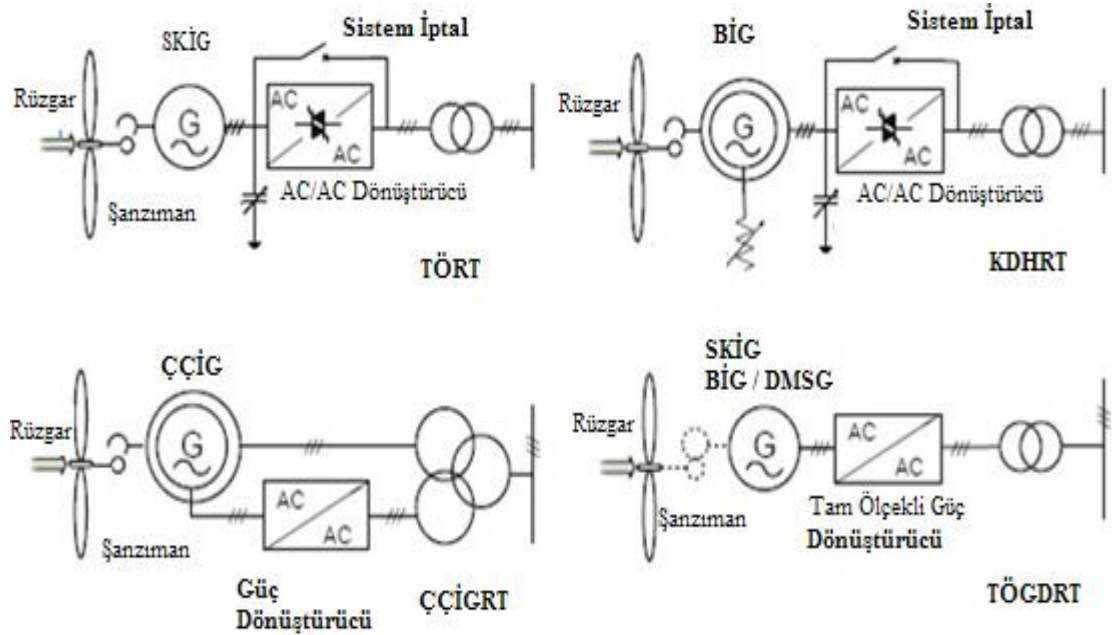 SKİG
Sistem İptal
Rüzgar
G
AC
AC
AC/AC Dönüştürücü
Şanzıman
TÖRT
BİG
Sistem İptal
Rüzgar
G
AC
AC
AC/AC Dönüştürücü
Şanzıman
KDHRT
ÇÇİG
Rüzgar
G
AC
AC
Şanzıman
Güç
Dönüştürücü
ÇÇİGRT
SKİG
BİG / DMSG
Rüzgar
G
AC
AC
Şanzıman
Tam Ölçekli Güç
Dönüştürücü
TÖGDRT